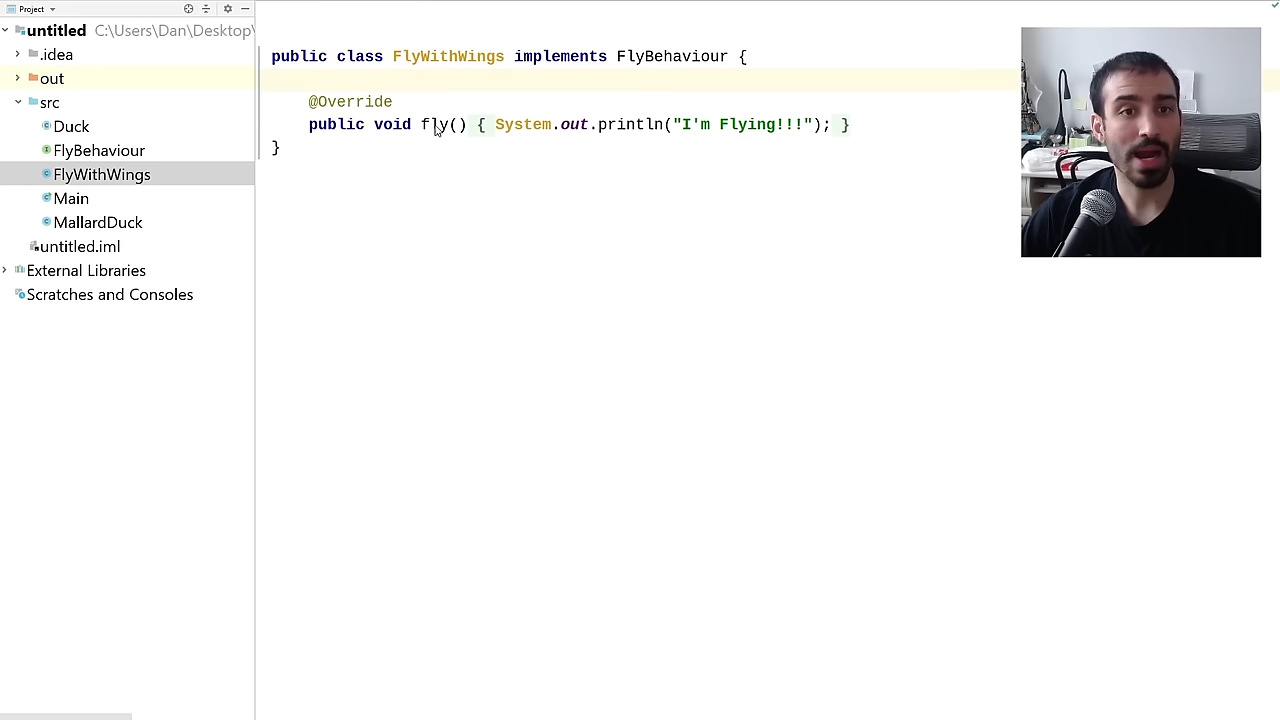 Project
untitled C:\Users\Dan\Desktop\
.idea
out
src
Duck
FlyBehaviour
FlyWithWings
Main
MallardDuck
untitled.iml
External Libraries
Scratches and Consoles
public class FlyWithWings implements FlyBehaviour {
@Override
public void fly() { System.out.println("I'm Flying!!!"); }
}